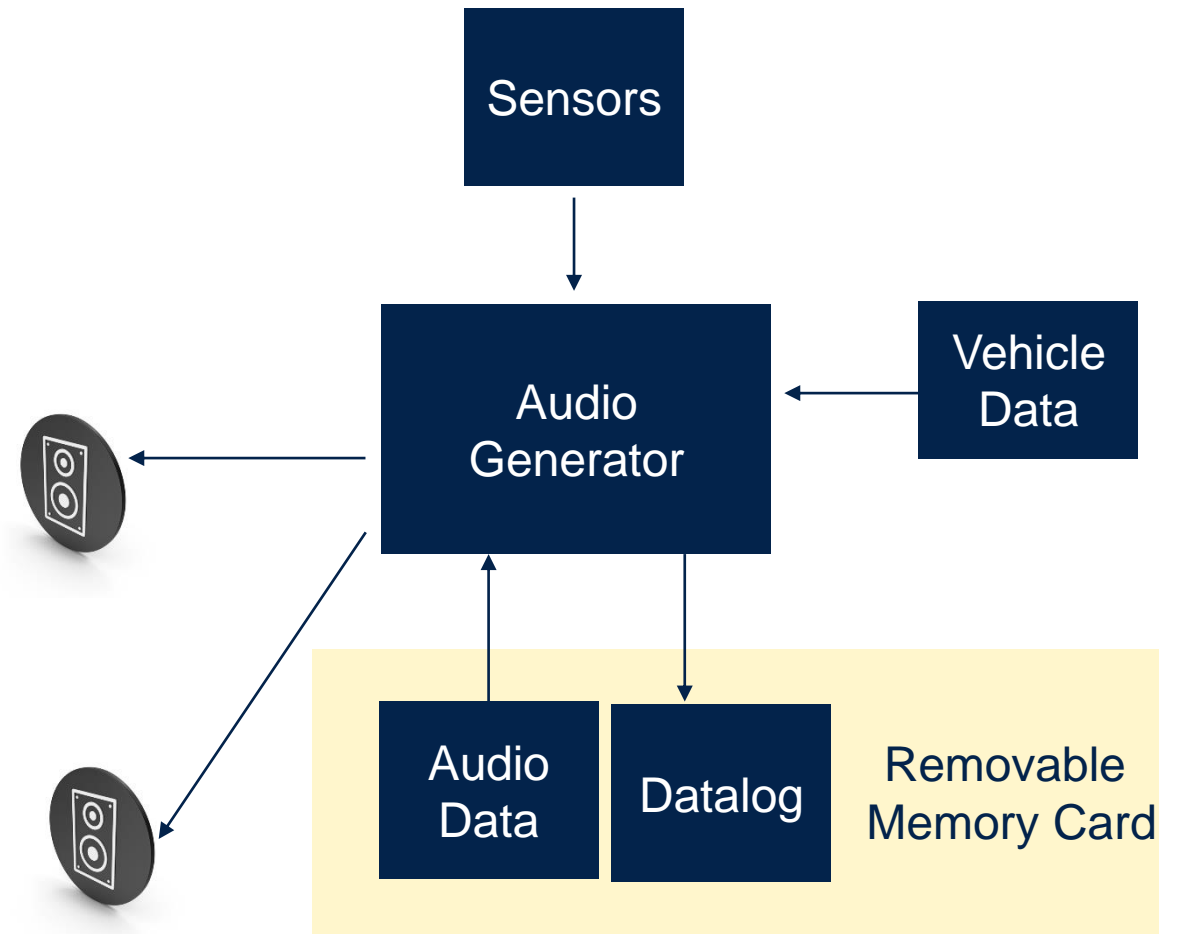 Sensors
Vehicle
Data
Audio
Generator
Audio
Data
Datalog
Removable
Memory Card